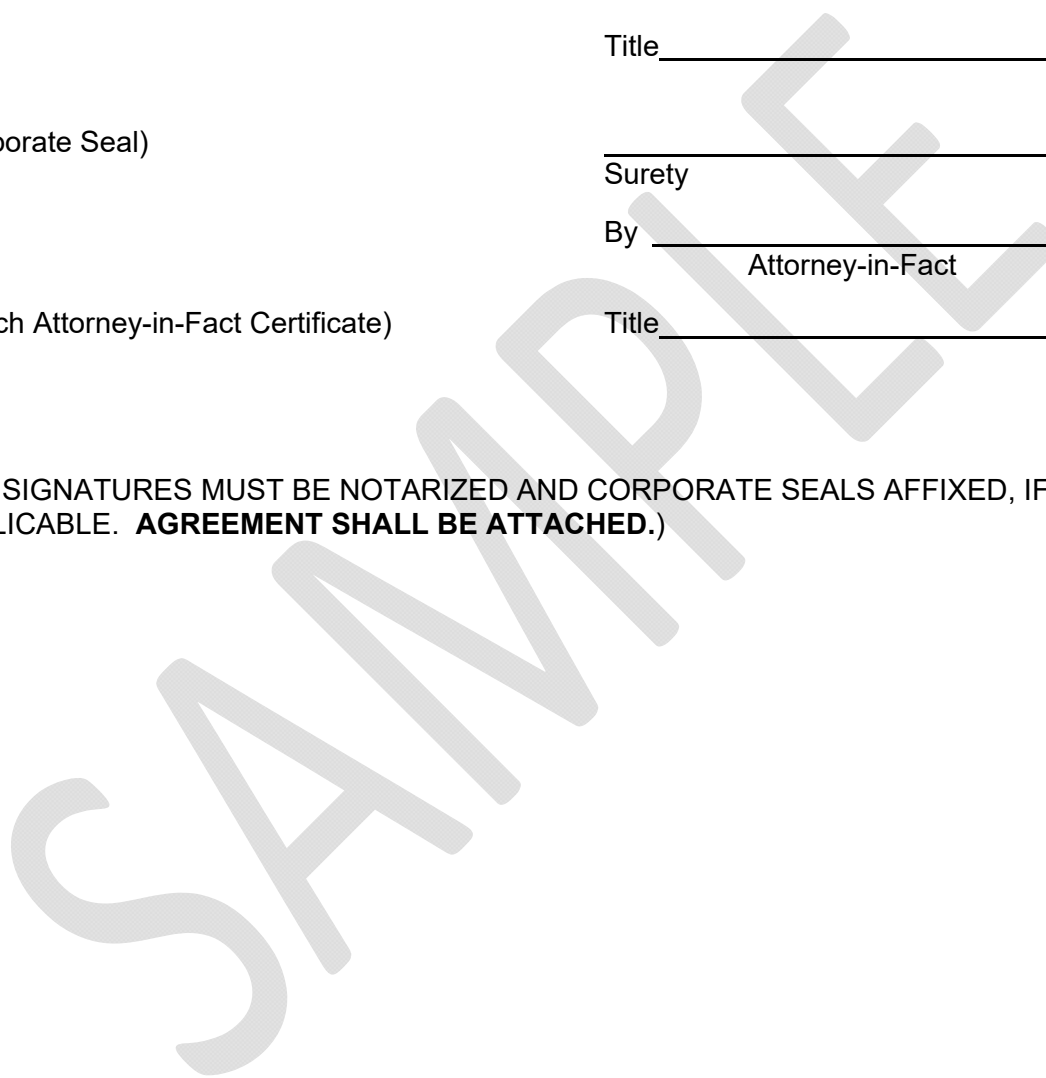 Title
porate Seal)
Surety
By
Attorney-in-Fact
ch Attorney-in-Fact Certificate)
Title
SIGNATURES MUST BE NOTARIZED AND CORPORATE SEALS AFFIXED, IF
LICABLE. AGREEMENT SHALL BE ATTACHED.)
SAMPLE